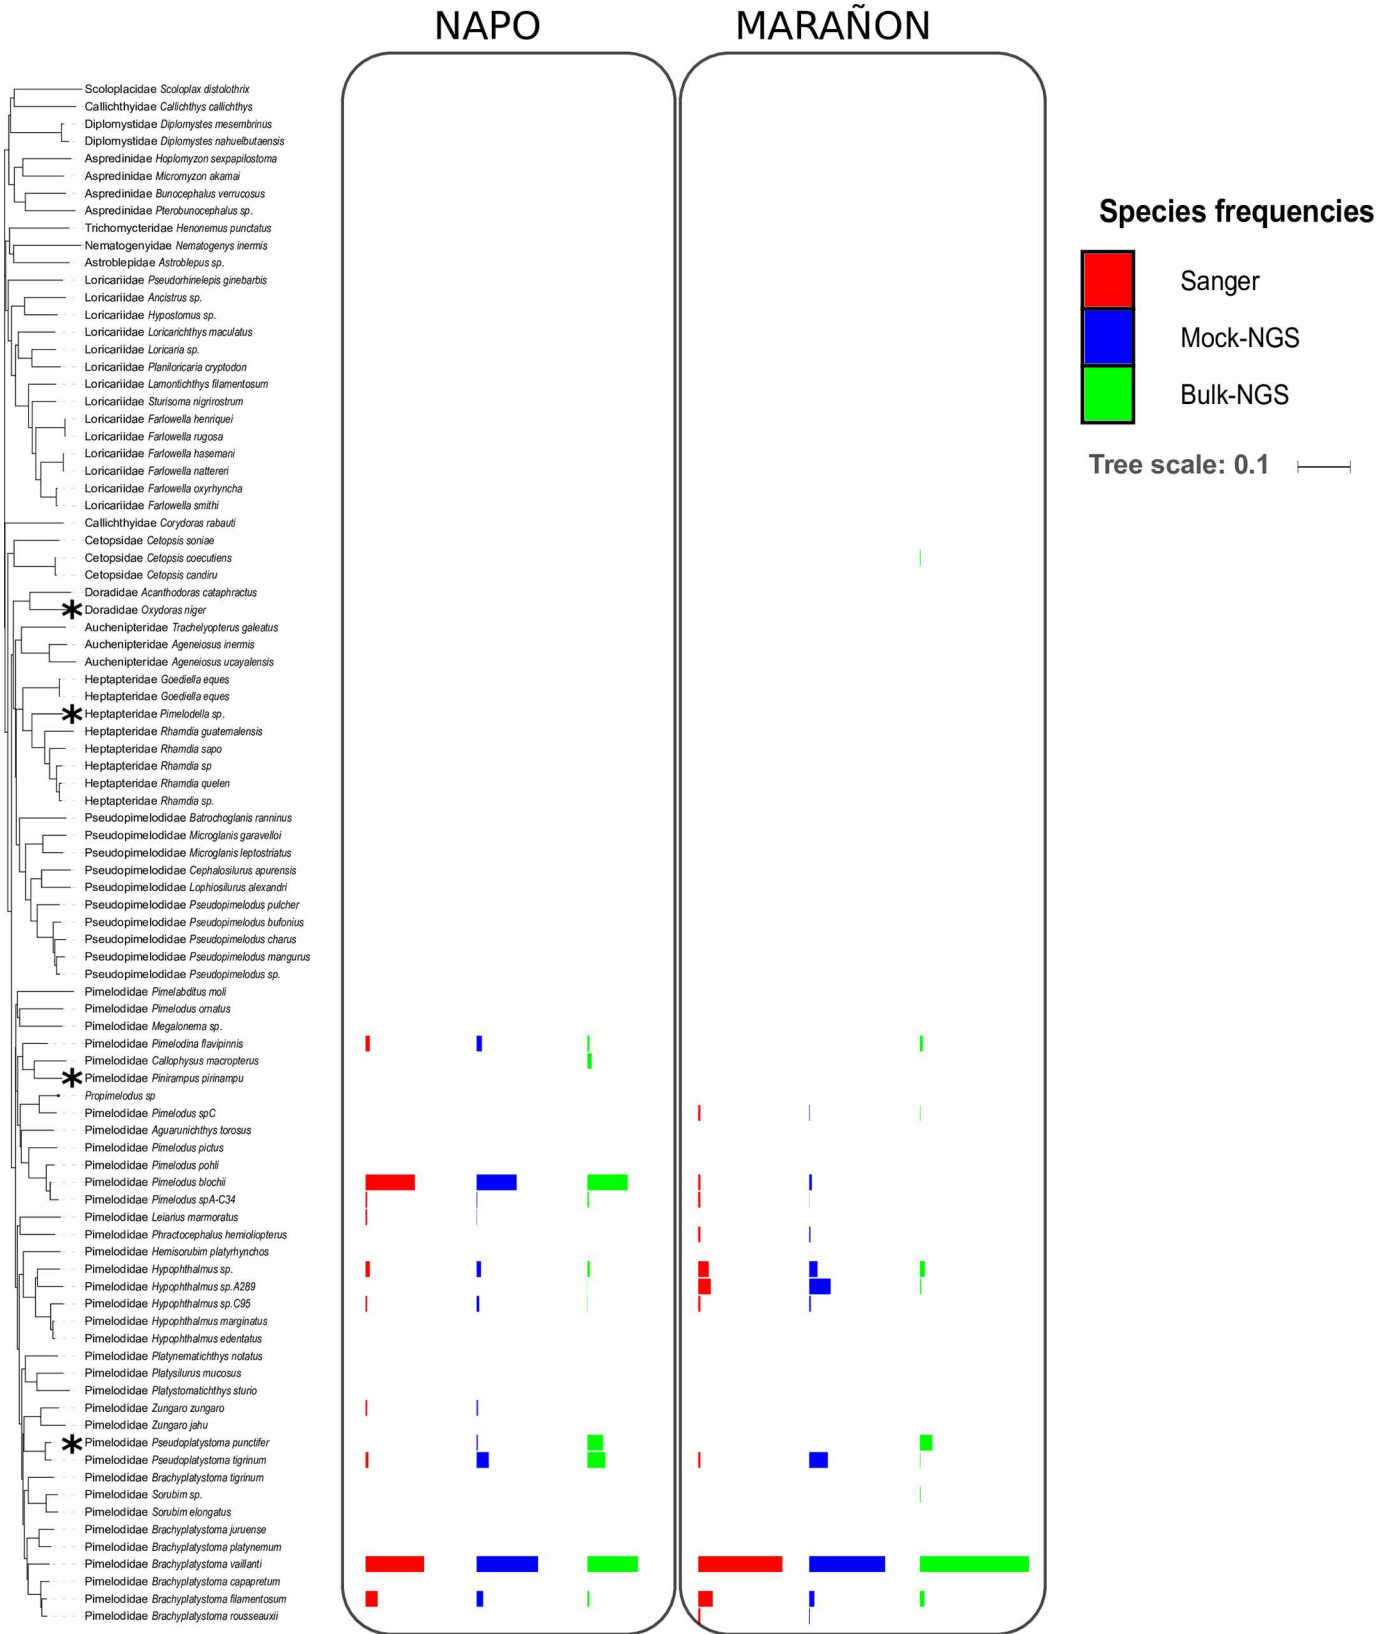 NAPO
MARAÑON
Scoloplacidae Scoloplax distolothrix
Callichthyidae Callichthys callichthys
Diplomystidae Diplomystes mesembrinus
Diplomystidae Diplomystes nahuelbutaensis
Aspredinidae Hoplomyzon sexpapilostoma
Aspredinidae Micromyzon akamai
Aspredinidae Bunocephalus verrucosus
Aspredinidae Pterobunocephalus sp.
Trichomycteridae Henonemus punctatus
Nematogenyidae Nematogenys inermis
Astroblepidae Astroblepus sp.
Loricariidae Pseudorhinelepis ginebarbis
Loricariidae Ancistrus sp.
Loricariidae Hypostomus sp.
Loricariidae Loricarichthys maculatus
Loricariidae Loricaria sp.
Loricariidae Planiloricaria cryptodon
Loricariidae Lamontichthys filamentosum
Loricariidae Sturisoma nigrirostrum
Loricariidae Farlowella henriquei
Loricariidae Farlowella rugosa
Loricariidae Farlowella hasemani
Loricariidae Farlowella nattereri
Loricariidae Farlowella oxyrhyncha
Loricariidae Farlowella smithi
Callichthyidae Corydoras rabauti
Cetopsidae Cetopsis soniae
Cetopsidae Cetopsis coecutiens
Cetopsidae Cetopsis candiru
Doradidae Acanthodoras cataphractus
Doradidae Oxydoras niger
Auchenipteridae Trachelyopterus galeatus
Auchenipteridae Ageneiosus inermis
Auchenipteridae Ageneiosus ucayalensis
Heptapteridae Goediella eques
Heptapteridae Goediella eques
Heptapteridae Pimelodella sp.
Heptapteridae Rhamdia guatemalensis
Heptapteridae Rhamdia sapo
Heptapteridae Rhamdia sp
Heptapteridae Rhamdia quelen
Heptapteridae Rhamdia sp.
Pseudopimelodidae Batrochoglanis ranninus
Pseudopimelodidae Microglanis garavelloi
Pseudopimelodidae Microglanis leptostriatus
Pseudopimelodidae Cephalosilurus apurensis
Pseudopimelodidae Lophiosilurus alexandri
Pseudopimelodidae Pseudopimelodus pulcher
Pseudopimelodidae Pseudopimelodus bufonius
Pseudopimelodidae Pseudopimelodus charus
Pseudopimelodidae Pseudopimelodus mangurus
Pseudopimelodidae Pseudopimelodus sp.
Pimelodidae Pimelabditus moli
Pimelodidae Pimelodus ornatus
Pimelodidae Megalonema sp.
Pimelodidae Pimelodina flavipinnis
Pimelodidae Callophysus macropterus
Pimelodidae Pinirampus pirinampu
Propimelodus sp
Pimelodidae Pimelodus spC
Pimelodidae Aguarunichthys torosus
Pimelodidae Pimelodus pictus
Pimelodidae Pimelodus pohli
Pimelodidae Pimelodus blochii
Pimelodidae Pimelodus spA-C34
Pimelodidae Leiarius marmoratus
Pimelodidae Phractocephalus hemioliopterus
Pimelodidae Hemisorubim platyrhynchos
Pimelodidae Hypophthalmus sp.
Pimelodidae Hypophthalmus sp.A289
Pimelodidae Hypophthalmus sp.C95
Pimelodidae Hypophthalmus marginatus
Pimelodidae Hypophthalmus edentatus
Pimelodidae Platynematichthys notatus
Pimelodidae Platysilurus mucosus
Pimelodidae Platystomatichthys sturio
Pimelodidae Zungaro zungaro
Pimelodidae Zungaro jahu
Pimelodidae Pseudoplatystoma punctifer
Pimelodidae Pseudoplatystoma tigrinum
Pimelodidae Brachyplatystoma tigrinum
Pimelodidae Sorubim sp.
Pimelodidae Sorubim elongatus
Pimelodidae Brachyplatystoma juruense
Pimelodidae Brachyplatystoma platynemum
Pimelodidae Brachyplatystoma vaillanti
Pimelodidae Brachyplatystoma capapretum
Pimelodidae Brachyplatystoma filamentosum
Pimelodidae Brachyplatystoma rousseauxii
Species frequencies
Sanger
Mock-NGS
Bulk-NGS
Tree scale: 0.1